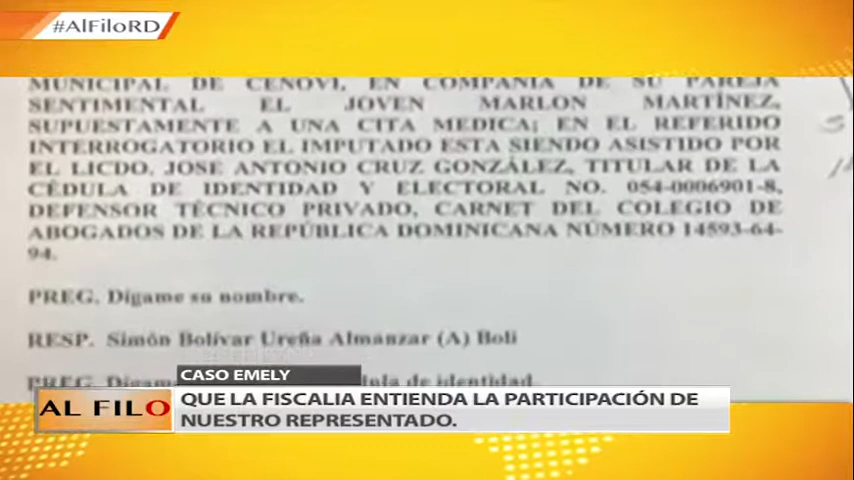 #AlFiloRD
MUNICIPAL DE CENOVI, EN COMPAÑIA DE SU PAREJA
SENTIMENTAL EL JOVEN MARLON MARTÍNEZ,
SUPUESTAMENTE A UNA CITA MEDICA; EN EL REFERIDO
INTERROGATORIO EL IMPUTADO ESTA SIENDO ASISTIDO POR
EL LICDO. JOSE ANTONIO CRUZ GONZÁLEZ, TITULAR DE LA
CÉDULA DE IDENTIDAD Y ELECTORAL NO. 054-0006901-8,
DEFENSOR TÉCNICO PRIVADO, CARNET DEL COLEGIO DE
ABOGADOS DE LA REPÚBLICA DOMINICANA NÚMERO 14593-64-
94.
PREG. Dígame su nombre.
RESP. Simón Bolívar Ureña Almanzar (A) Boli
PREG. de identidad.
CASO EMELY
AL FILO
QUE LA FISCALIA ENTIENDA LA PARTICIPACIÓN DE
NUESTRO REPRESENTADO.